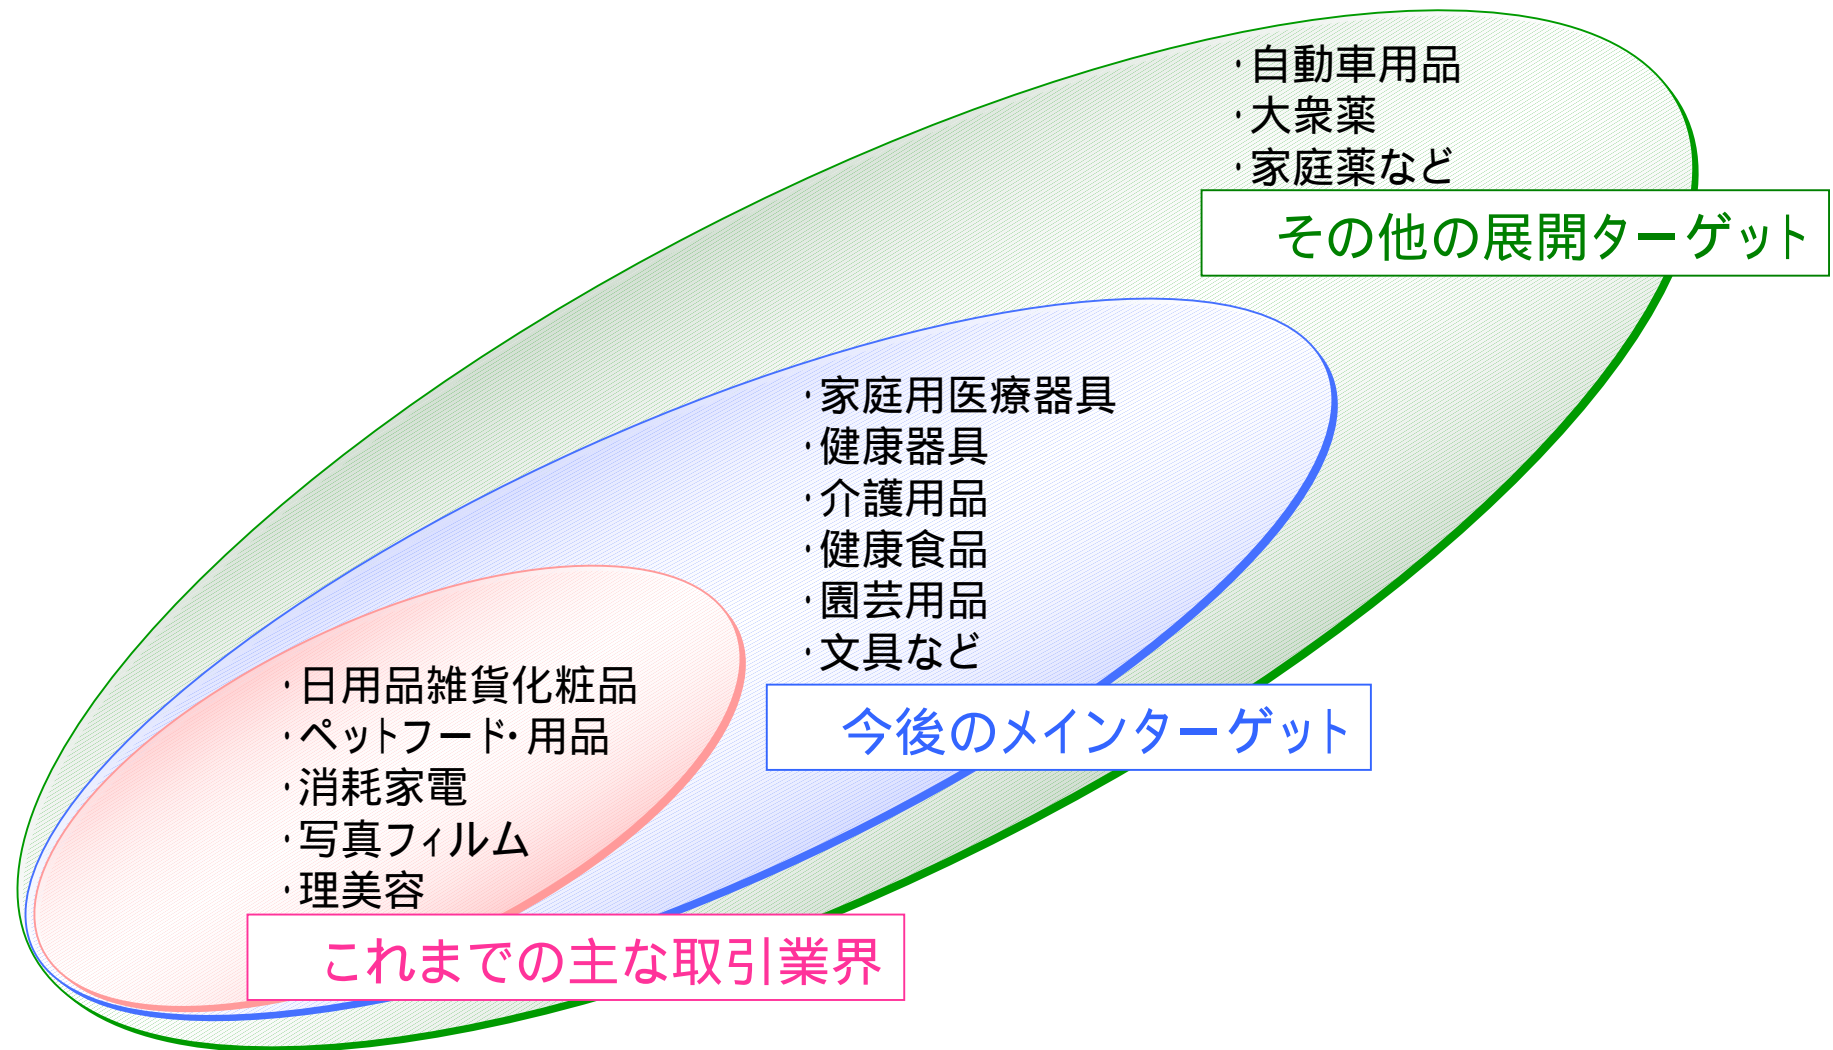 ・自動車用品
・大衆薬
・家庭薬など
その他の展開ターゲット
・家庭用医療器具
・健康器具
・介護用品
・健康食品
・園芸用品
・文具など
今後のメインターゲット
・日用品雑貨化粧品
・ペットフード・用品
・消耗家電
・写真フィルム
・理美容
これまでの主な取引業界